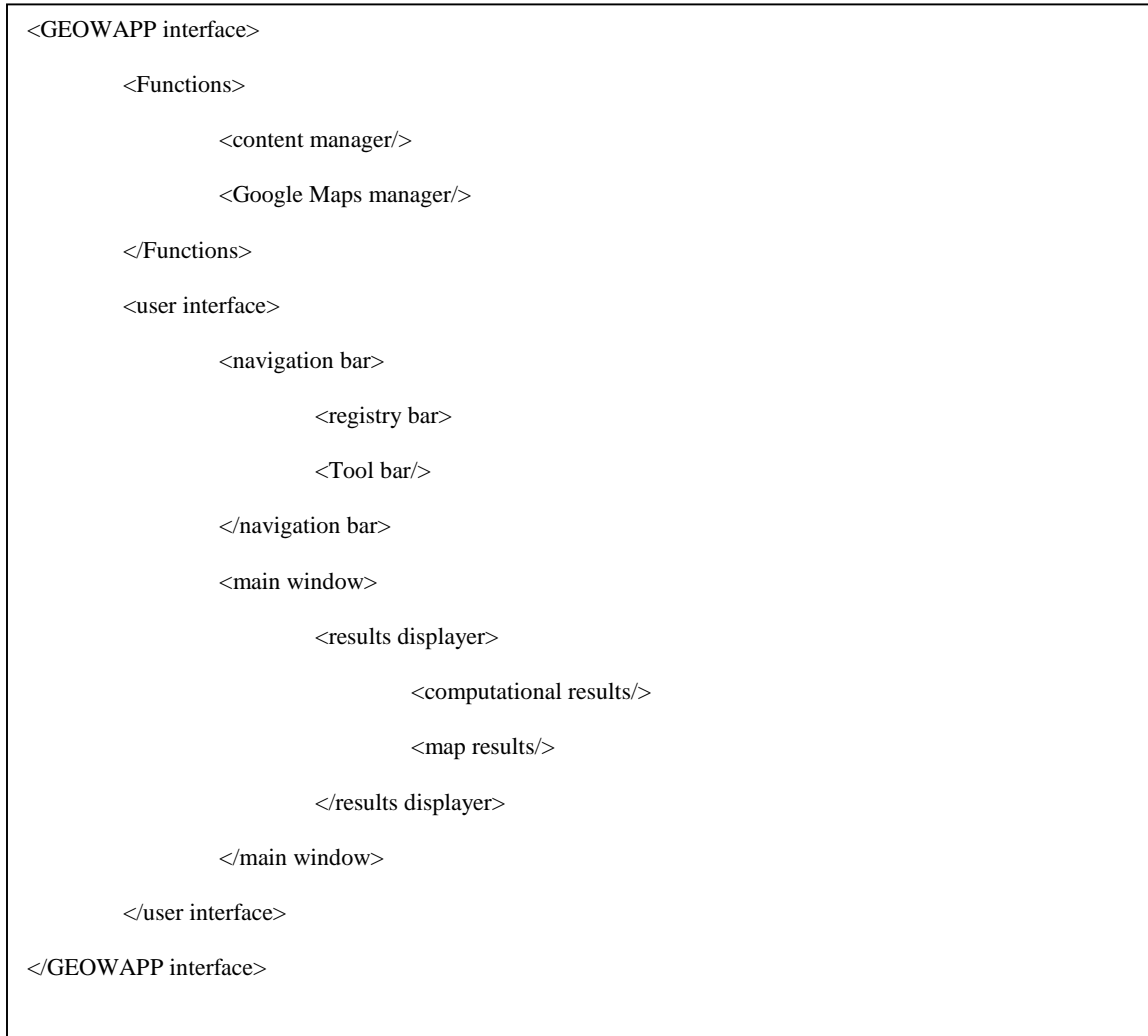 <GEOWAPP interface>
<Functions>
<content manager/>
<Google Maps manager/>
</Functions>
<user interface>
<navigation bar>
<registry bar>
<Tool bar/>
</navigation bar>
<main window>
<results displayer>
<computational results/>
<map results/>
</results displayer>
</main window>
</user interface>
</GEOWAPP interface>